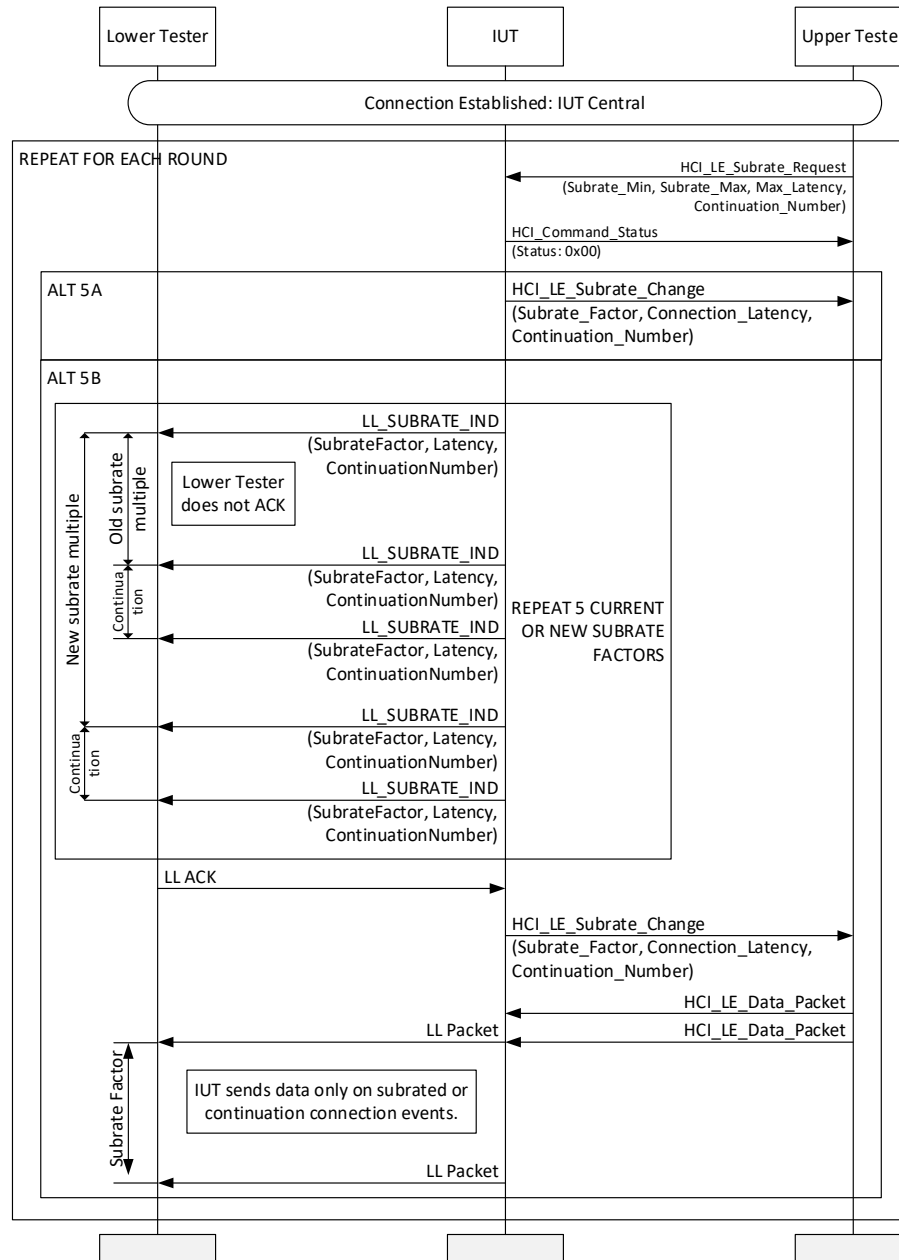 Lower Tester
IUT
Upper Teste
Connection Established: IUT Central
REPEAT FOR EACH ROUND
HCI_LE_Subrate_Request
(Subrate_Min, Subrate_Max, Max_Latency,
Continuation_Number)
HCI_Command_Status
(Status: 0x00)
ALT 5A
HCI_LE_Subrate_Change
(Subrate_Factor, Connection_Latency,
Continuation_Number)
ALT 5B
LL_SUBRATE_IND
(SubrateFactor, Latency,
ContinuationNumber)
New subrate multiple
Old subrate
multiple
Lower Tester
does not ACK
LL_SUBRATE_IND
(SubrateFactor, Latency,
ContinuationNumber)
Continua
tion
REPEAT 5 CURRENT
OR NEW SUBRATE
FACTORS
LL_SUBRATE_IND
(SubrateFactor, Latency,
ContinuationNumber)
LL_SUBRATE_IND
(SubrateFactor, Latency,
ContinuationNumber)
Continua
tion
LL_SUBRATE_IND
(SubrateFactor, Latency,
ContinuationNumber)
LL ACK
HCI_LE_Subrate_Change
(Subrate_Factor, Connection_Latency,
Continuation_Number)
HCI_LE_Data_Packet
LL Packet
HCI_LE_Data_Packet
Subrate Factor
IUT sends data only on subrated or
continuation connection events.
LL Packet